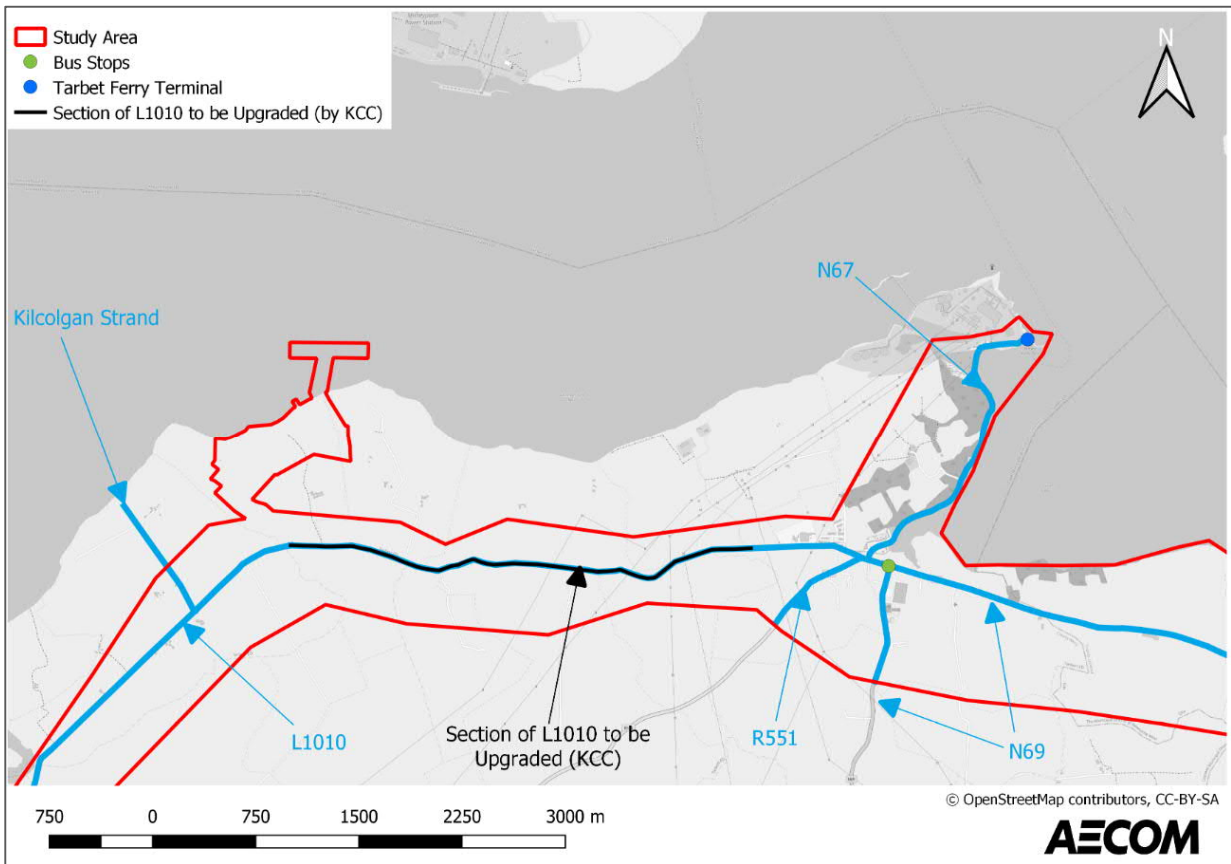 Study Area
Bus Stops
Tarbet Ferry Terminal
Section of L1010 to be Upgraded (by KCC)
N
N67
Kilcolgan Strand
L1010
Section of L1010 to be
Upgraded (KCC)
R551
N69
750 0 750 1500 2250 3000 m
© OpenStreetMap contributors, CC-BY-SA
AECOM